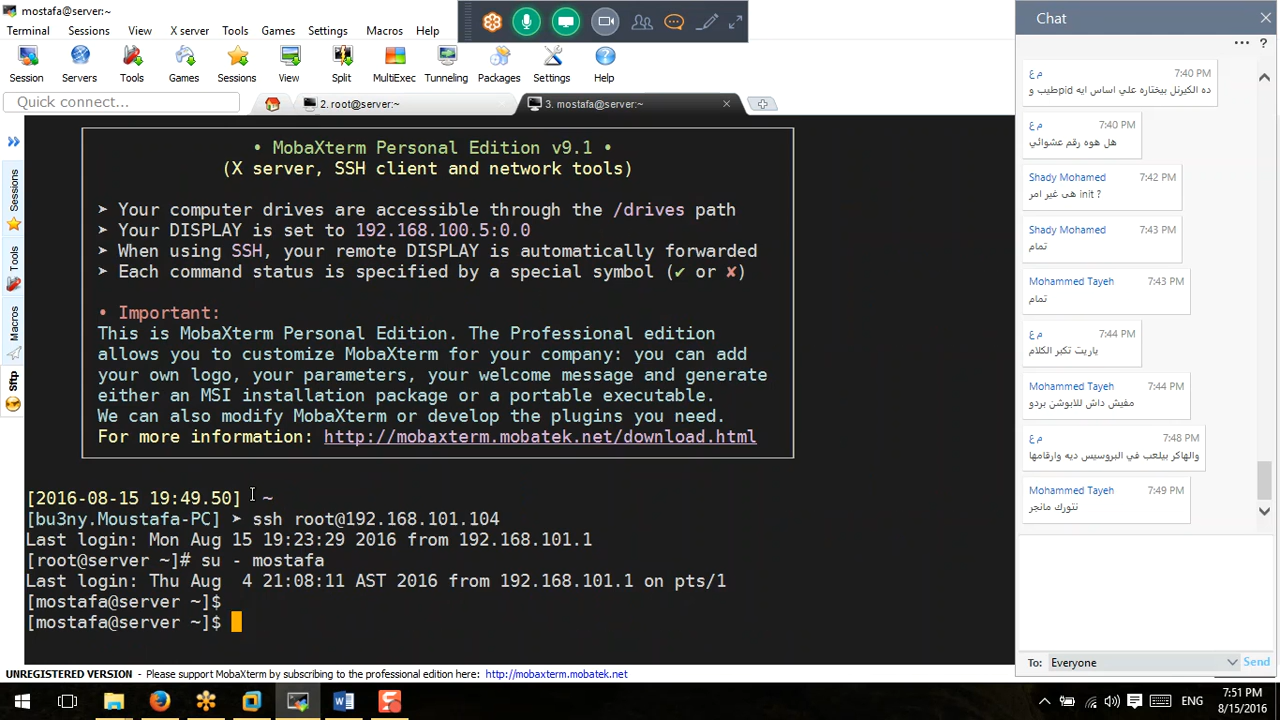 mostafa@server:~
Terminal Sessions View X server Tools Games Settings Macros Help
Session Servers Tools Games Sessions View Split MultiExec Tunneling Packages Settings Help
Quick connect...
2. root@server:~
3. mostafa@server:~
Sessions
Tools
Macros
Sftp
• MobaXterm Personal Edition v9.1 •
(X server, SSH client and network tools)
➤ Your computer drives are accessible through the /drives path
➤ Your DISPLAY is set to 192.168.100.5:0.0
➤ When using SSH, your remote DISPLAY is automatically forwarded
➤ Each command status is specified by a special symbol (✔ or ✘)
• Important:
This is MobaXterm Personal Edition. The Professional edition
allows you to customize MobaXterm for your company: you can add
your own logo, your parameters, your welcome message and generate
either an MSI installation package or a portable executable.
We can also modify MobaXterm or develop the plugins you need.
For more information: http://mobaxterm.mobatek.net/download.html
[2016-08-15 19:49.50] ~
[bu3ny.Moustafa-PC] ➤ ssh root@192.168.101.104
Last login: Mon Aug 15 19:23:29 2016 from 192.168.101.1
[root@server ~]# su - mostafa
Last login: Thu Aug  4 21:08:11 AST 2016 from 192.168.101.1 on pts/1
[mostafa@server ~]$
[mostafa@server ~]$
UNREGISTERED VERSION - Please support MobaXterm by subscribing to the professional edition here: http://mobaxterm.mobatek.net
Chat
م ع 7:40 PM
ده الكيرنل بيختاره علي اساس ايه pidطيب و
م ع 7:40 PM
هل هوه رقم عشوائي
Shady Mohamed 7:42 PM
هى غير امر init ?
Shady Mohamed 7:43 PM
تمام
Mohammed Tayeh 7:43 PM
تمام
م ع 7:44 PM
ياريت تكبر الكلام
Mohammed Tayeh 7:44 PM
مفيش داش للابوشن بردو
م ع 7:48 PM
والهاكر بيلعب في البروسيس ديه وارقامها
Mohammed Tayeh 7:49 PM
نتورك مانجر
To: Everyone Send
ENG
7:51 PM
8/15/2016